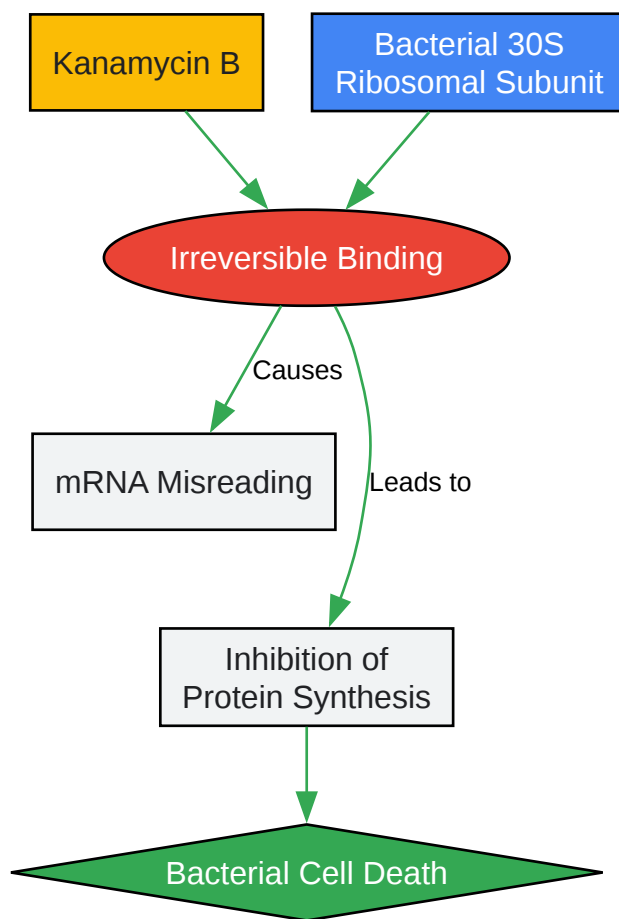 Kanamycin B
Bacterial 30S
Ribosomal Subunit
Irreversible Binding
Causes
mRNA Misreading
Leads to
Inhibition of
Protein Synthesis
Bacterial Cell Death